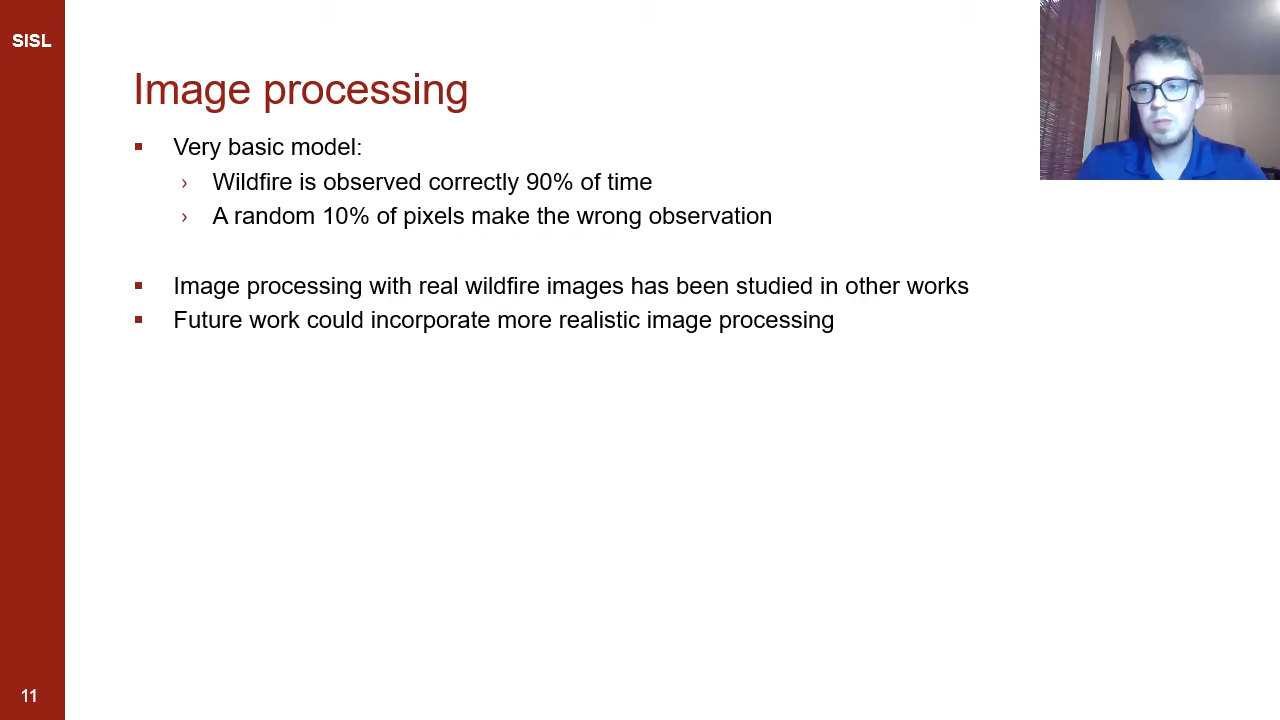 SISL
Image processing
Very basic model:
Wildfire is observed correctly 90% of time
A random 10% of pixels make the wrong observation
Image processing with real wildfire images has been studied in other works
Future work could incorporate more realistic image processing
11